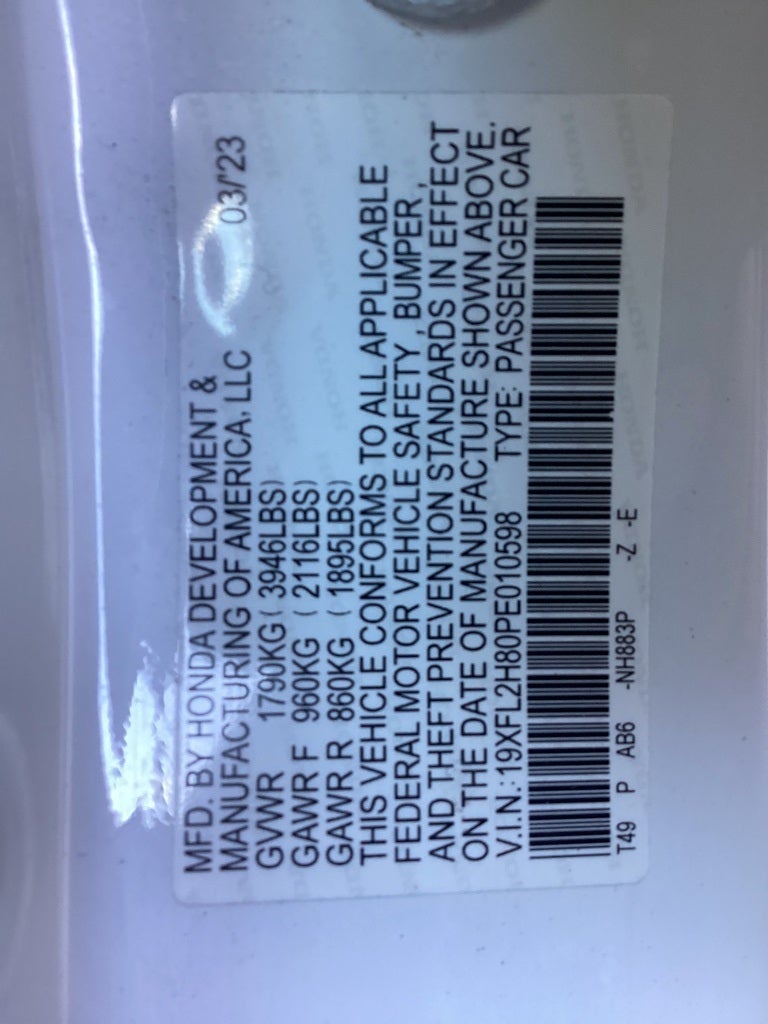 MFD. BY HONDA DEVELOPMENT &
MANUFACTURING OF AMERICA, LLC 03/'23
GVWR 1790KG ( 3946LBS)
GAWR F 960KG ( 2116LBS)
GAWR R 860KG ( 1895LBS)
THIS VEHICLE CONFORMS TO ALL APPLICABLE
FEDERAL MOTOR VEHICLE SAFETY , BUMPER ,
AND THEFT PREVENTION STANDARDS IN EFFECT
ON THE DATE OF MANUFACTURE SHOWN ABOVE.
V.I.N.: 19XFL2H80PE010598 TYPE: PASSENGER CAR
T49 P AB6 -NH883P -Z -E